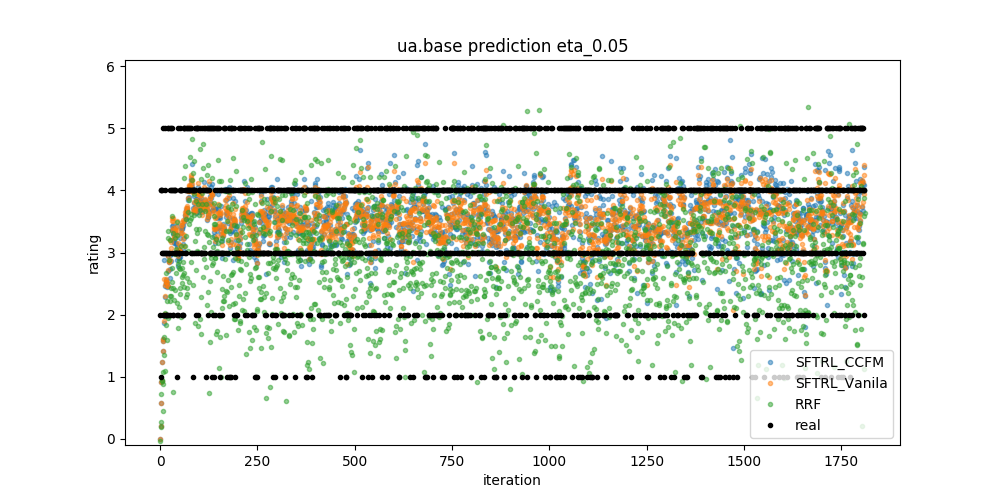 ua.base prediction eta_0.05
6
5
4
3
2
1
0
rating
SFTRL_CCFM
SFTRL_Vanila
RRF
real
0 250 500 750 1000 1250 1500 1750
iteration